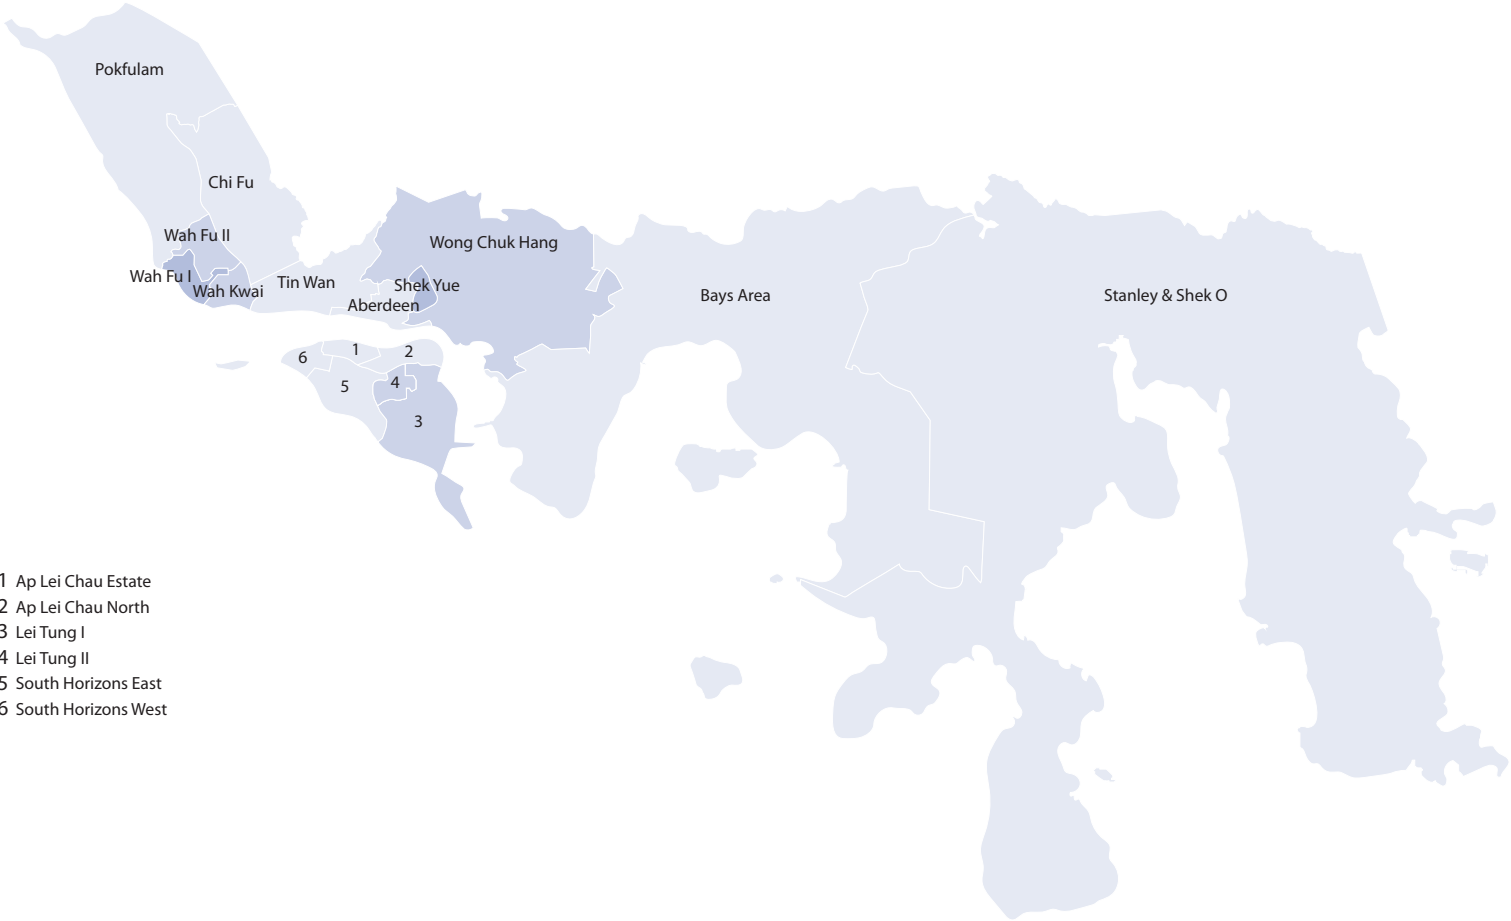 Pokfulam
Chi Fu
Wah Fu II
Wong Chuk Hang
Wah Fu I
Tin Wan
Shek Yue
Wah Kwai
Aberdeen
Bays Area
Stanley & Shek O
1
2
6
5
4
3
1 Ap Lei Chau Estate
2 Ap Lei Chau North
3 Lei Tung I
4 Lei Tung II
5 South Horizons East
6 South Horizons West